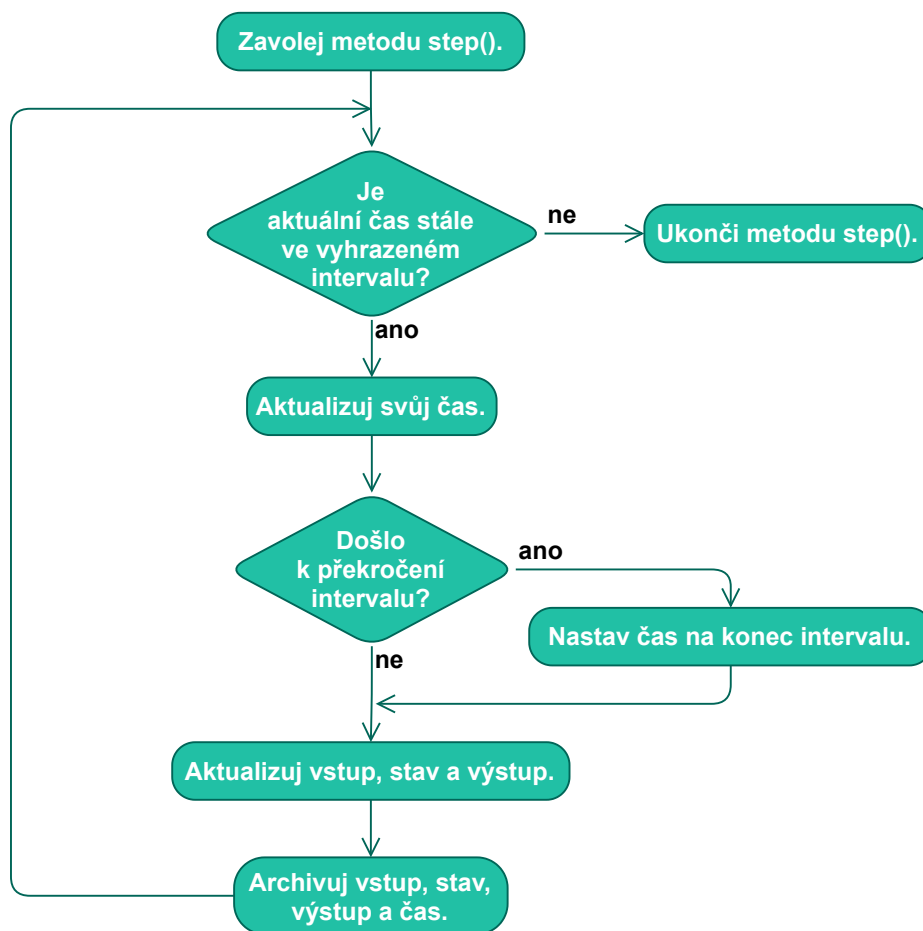 Zavolej metodu step().
Je
aktuální čas stále
ve vyhrazeném
intervalu?
ne
Ukonči metodu step().
ano
Aktualizuj svůj čas.
Došlo
k překročení
intervalu?
ano
Nastav čas na konec intervalu.
ne
Aktualizuj vstup, stav a výstup.
Archivuj vstup, stav,
výstup a čas.